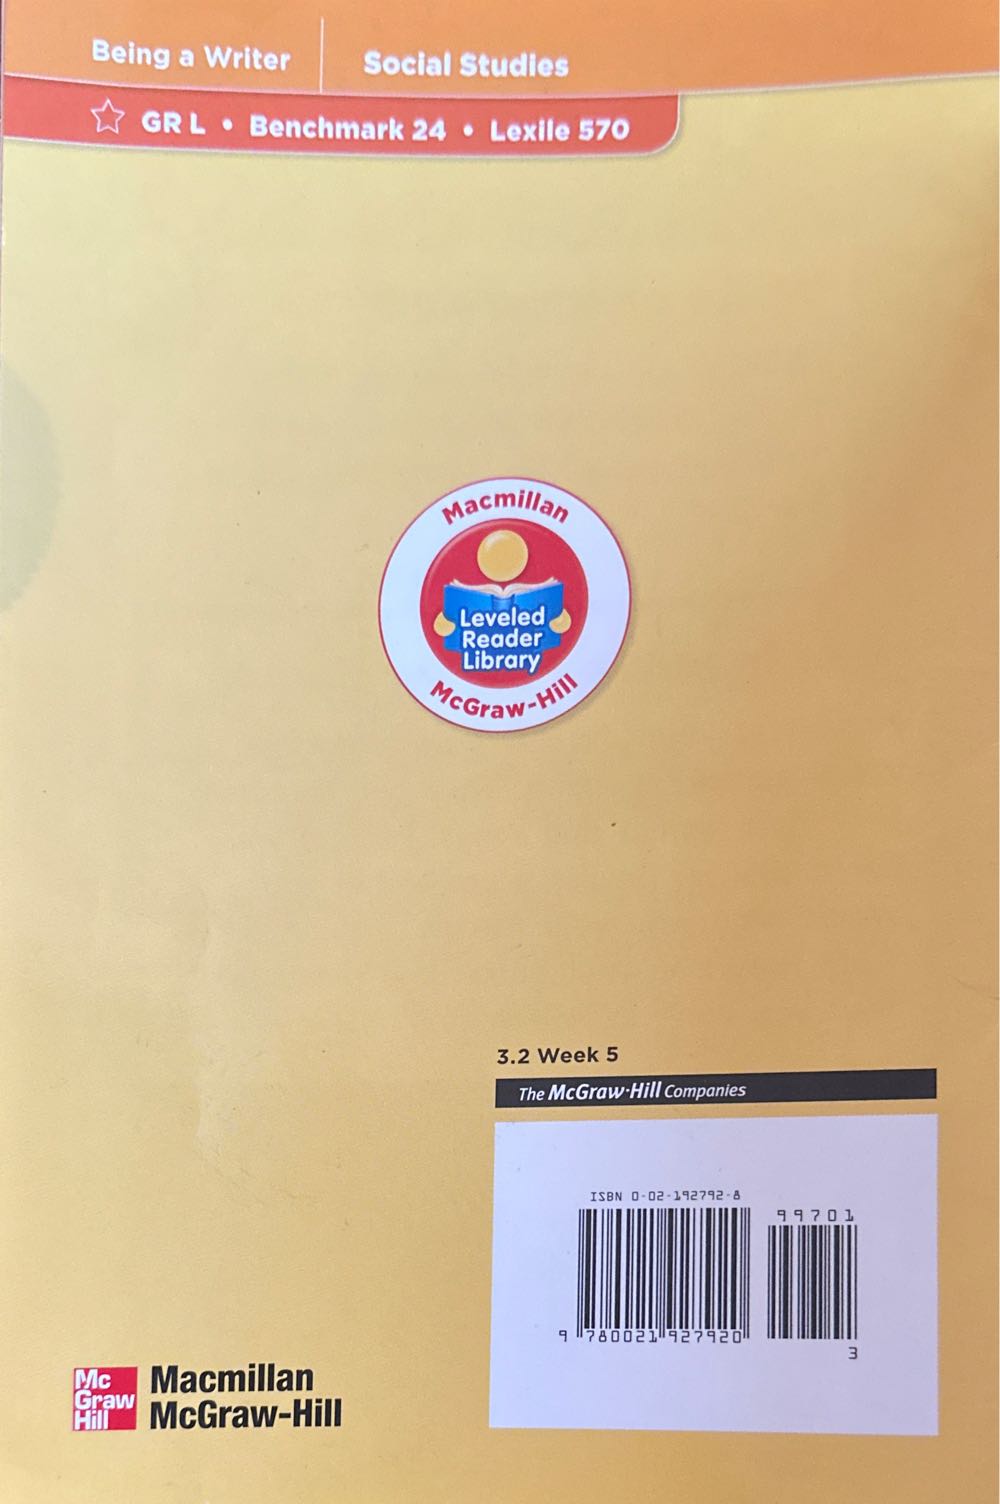 Being a Writer
Social Studies
GR L • Benchmark 24 • Lexile 570
Macmillan
Leveled
Reader
Library
McGraw-Hill
3.2 Week 5
The McGraw·Hill Companies
ISBN 0-02-192792-8
99701
9 780021 927920
3
Mc
Graw
Hill
Macmillan
McGraw-Hill